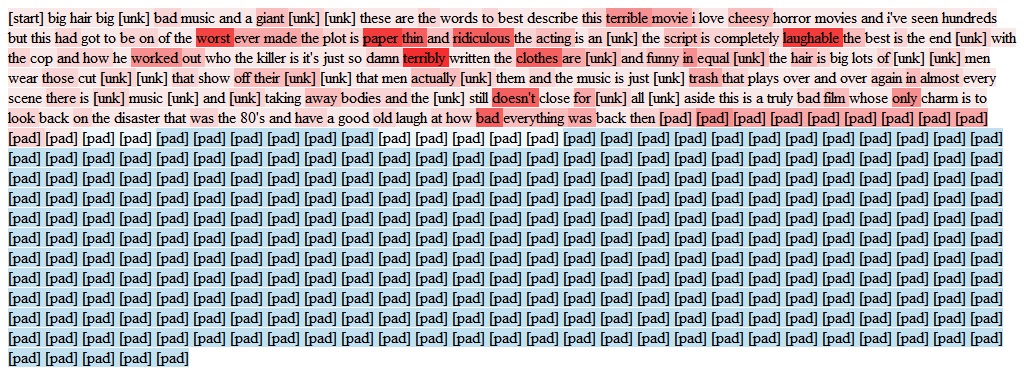 [start] big hair big [unk] bad music and a giant [unk] [unk] these are the words to best describe this terrible movie i love cheesy horror movies and i've seen hundreds
but this had got to be on of the worst ever made the plot is paper thin and ridiculous the acting is an [unk] the script is completely laughable the best is the end [unk] with
the cop and how he worked out who the killer is it's just so damn terribly written the clothes are [unk] and funny in equal [unk] the hair is big lots of [unk] [unk] men
wear those cut [unk] [unk] that show off their [unk] [unk] that men actually [unk] them and the music is just [unk] trash that plays over and over again in almost every
scene there is [unk] music [unk] and [unk] taking away bodies and the [unk] still doesn't close for [unk] all [unk] aside this is a truly bad film whose only charm is to
look back on the disaster that was the 80's and have a good old laugh at how bad everything was back then [pad] [pad] [pad] [pad] [pad] [pad] [pad] [pad] [pad]
[pad] [pad] [pad] [pad] [pad] [pad] [pad] [pad] [pad] [pad] [pad] [pad] [pad] [pad] [pad] [pad] [pad] [pad] [pad] [pad] [pad] [pad] [pad] [pad] [pad] [pad] [pad]
[pad] [pad] [pad] [pad] [pad] [pad] [pad] [pad] [pad] [pad] [pad] [pad] [pad] [pad] [pad] [pad] [pad] [pad] [pad] [pad] [pad] [pad] [pad] [pad] [pad] [pad] [pad]
[pad] [pad] [pad] [pad] [pad] [pad] [pad] [pad] [pad] [pad] [pad] [pad] [pad] [pad] [pad] [pad] [pad] [pad] [pad] [pad] [pad] [pad] [pad] [pad] [pad] [pad] [pad]
[pad] [pad] [pad] [pad] [pad] [pad] [pad] [pad] [pad] [pad] [pad] [pad] [pad] [pad] [pad] [pad] [pad] [pad] [pad] [pad] [pad] [pad] [pad] [pad] [pad] [pad] [pad]
[pad] [pad] [pad] [pad] [pad] [pad] [pad] [pad] [pad] [pad] [pad] [pad] [pad] [pad] [pad] [pad] [pad] [pad] [pad] [pad] [pad] [pad] [pad] [pad] [pad] [pad] [pad]
[pad] [pad] [pad] [pad] [pad] [pad] [pad] [pad] [pad] [pad] [pad] [pad] [pad] [pad] [pad] [pad] [pad] [pad] [pad] [pad] [pad] [pad] [pad] [pad] [pad] [pad] [pad]
[pad] [pad] [pad] [pad] [pad] [pad] [pad] [pad] [pad] [pad] [pad] [pad] [pad] [pad] [pad] [pad] [pad] [pad] [pad] [pad] [pad] [pad] [pad] [pad] [pad] [pad] [pad]
[pad] [pad] [pad] [pad] [pad] [pad] [pad] [pad] [pad] [pad] [pad] [pad] [pad] [pad] [pad] [pad] [pad] [pad] [pad] [pad] [pad] [pad] [pad] [pad] [pad] [pad] [pad]
[pad] [pad] [pad] [pad] [pad] [pad] [pad] [pad] [pad] [pad] [pad] [pad] [pad] [pad] [pad] [pad] [pad] [pad] [pad] [pad] [pad] [pad] [pad] [pad] [pad] [pad] [pad]
[pad] [pad] [pad] [pad] [pad] [pad] [pad] [pad] [pad] [pad] [pad] [pad] [pad] [pad] [pad] [pad] [pad] [pad] [pad] [pad] [pad] [pad] [pad] [pad] [pad] [pad] [pad]
[pad] [pad] [pad] [pad] [pad] [pad] [pad] [pad] [pad] [pad] [pad] [pad] [pad] [pad] [pad] [pad] [pad] [pad] [pad] [pad] [pad] [pad] [pad] [pad] [pad] [pad] [pad]
[pad] [pad] [pad] [pad] [pad]